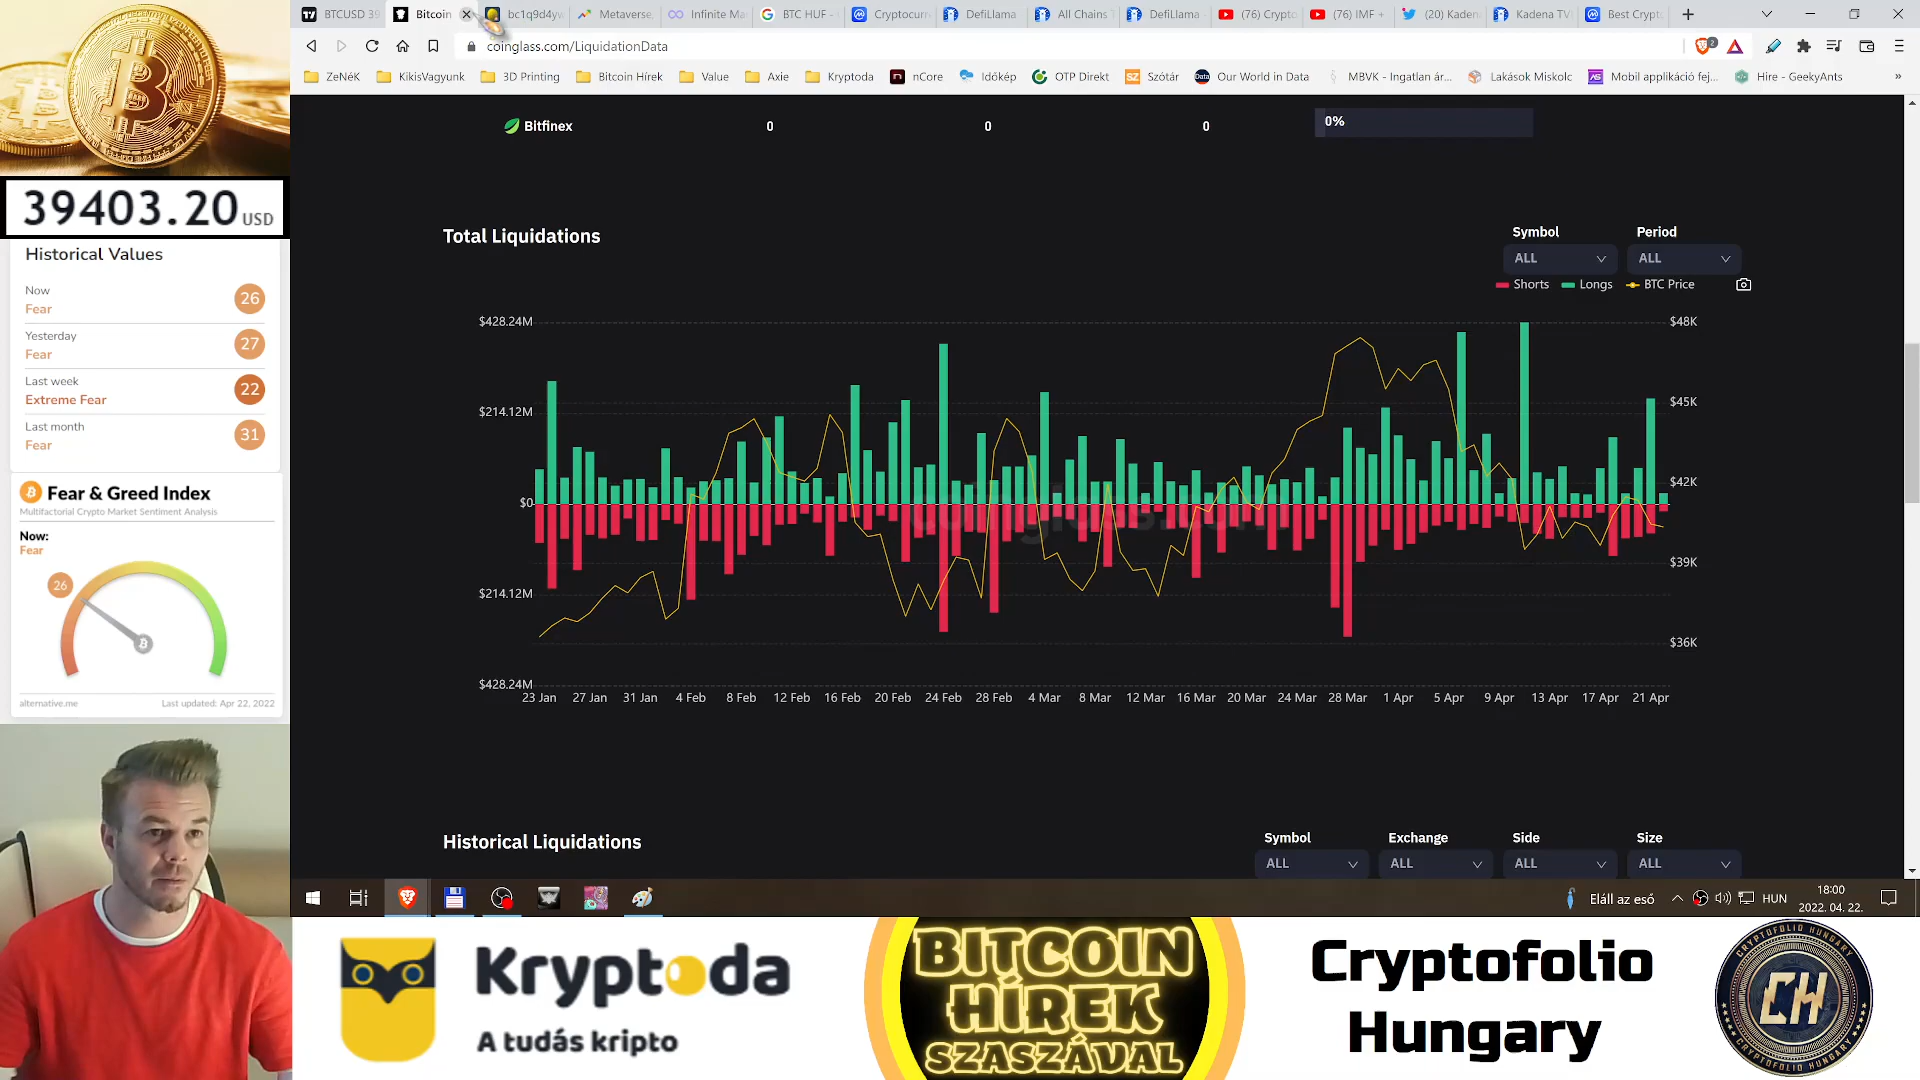 BTCUSD 39
Bitcoin
bc1q9d4yw
Metaverse
Infinite Ma
BTC HUF -
Cryptocurr
DefiLlama
All Chains T
DefiLlama -
(76) Crypto
(76) IMF +
(20) Kaden
Kadena TV
Best Crypto
coinglass.com/LiquidationData
2
ZeNéK
KikisVagyunk
3D Printing
Bitcoin Hírek
Value
Axie
Kryptoda
nCore
Időkép
OTP Direkt
Szótár
Our World in Data
MBVK - Ingatlan ár...
Lakások Miskolc
Mobil applikáció fej...
Hire - GeekyAnts
»
39403.20 USD
Historical Values
Now
Fear
26
Yesterday
Fear
27
Last week
Extreme Fear
22
Last month
Fear
31
Fear & Greed Index
Multifactorial Crypto Market Sentiment Analysis
Now:
Fear
26
alternative.me
Last updated: Apr 22, 2022
Bitfinex 0 0 0 0%
Total Liquidations
Symbol Period
ALL ALL
Shorts Longs BTC Price
$428.24M
$214.12M
$0
$214.12M
$428.24M
$48K
$45K
$42K
$39K
$36K
coinglass.com
23 Jan 27 Jan 31 Jan 4 Feb 8 Feb 12 Feb 16 Feb 20 Feb 24 Feb 28 Feb 4 Mar 8 Mar 12 Mar 16 Mar 20 Mar 24 Mar 28 Mar 1 Apr 5 Apr 9 Apr 13 Apr 17 Apr 21 Apr
Historical Liquidations
Symbol Exchange Side Size
ALL ALL ALL ALL
Eláll az eső
HUN
18:00
2022. 04. 22.
Kryptoda
A tudás kripto
BITCOIN
HÍREK
SZASZÁVAL
Cryptofolio
Hungary
CRYPTOFOLIO HUNGARY
CH
CRYPTOFOLIO HUNGARY